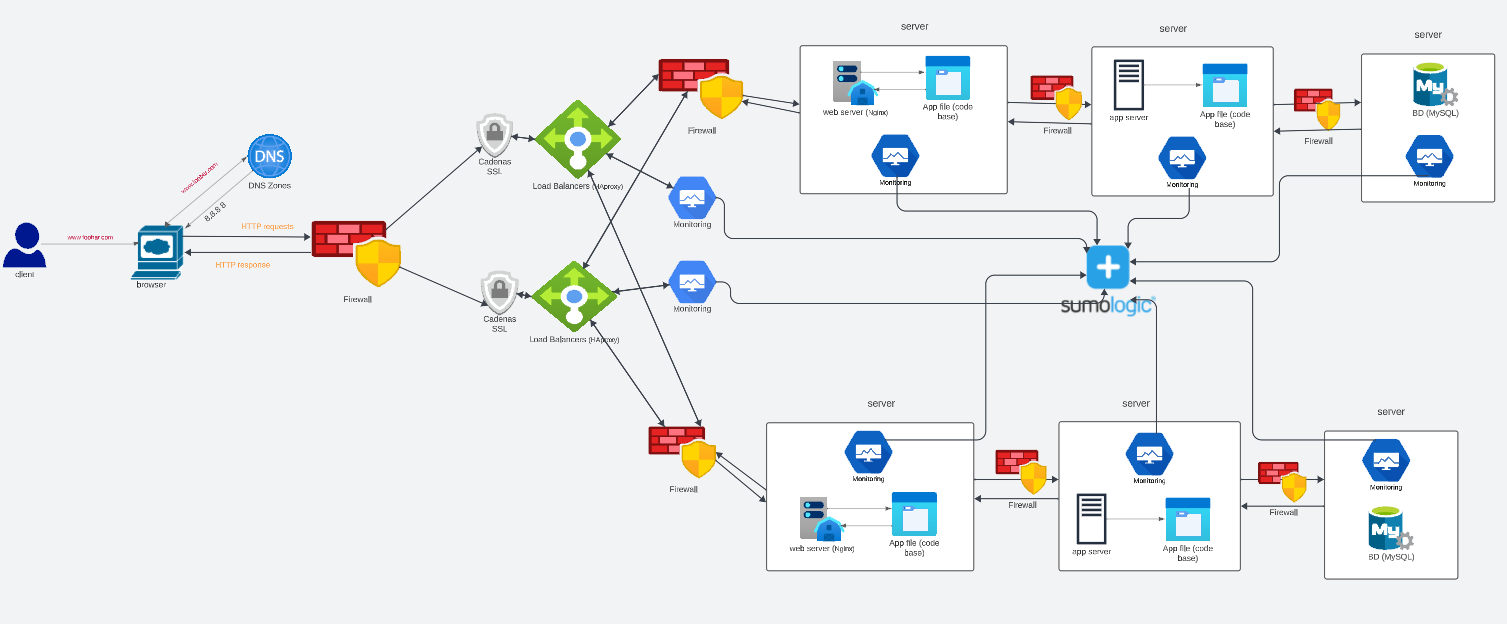 server
server
server
web server (Nginx)
App file (code
base)
app server
App file (code
base)
BD (MySQL)
My
Firewall
Firewall
Firewall
Monitoring
Monitoring
Monitoring
DNS
DNS Zones
www.foobar.com
8.8.8.8
Cadenas
SSL
Load Balancers (HAproxy)
Monitoring
client
www.foobar.com
browser
HTTP requests
HTTP response
Firewall
Cadenas
SSL
Load Balancers (HAproxy)
Monitoring
sumologic
server
server
server
Firewall
Monitoring
web server (Nginx)
App file (code
base)
Firewall
Monitoring
app server
App file (code
base)
Firewall
Monitoring
My
BD (MySQL)